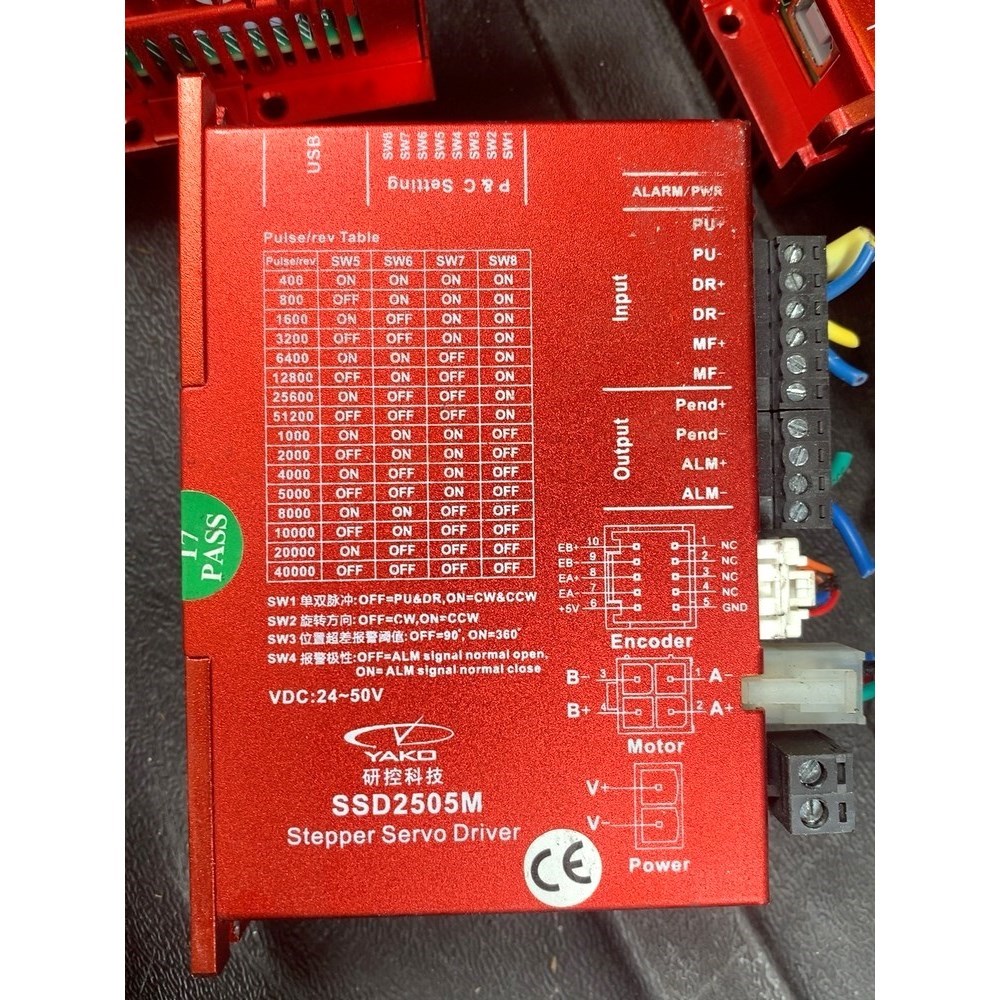 USB
SW8
SW7
SW6
SW5
SW4
SW3
SW2
SW1
P & C Setting
ALARM/PWR
Pulse/rev Table
Pulse/rev SW5 SW6 SW7 SW8
400 ON ON ON ON
800 OFF ON ON ON
1600 ON OFF ON ON
3200 OFF OFF ON ON
6400 ON ON OFF ON
12800 OFF ON OFF ON
25600 ON OFF OFF ON
51200 OFF OFF OFF ON
1000 ON ON ON OFF
2000 OFF ON ON OFF
4000 ON OFF ON OFF
5000 OFF OFF ON OFF
8000 ON ON OFF OFF
10000 OFF ON OFF OFF
20000 ON OFF OFF OFF
40000 OFF OFF OFF OFF
SW1 单双脉冲:OFF=PU&DR,ON=CW&CCW
SW2 旋转方向:OFF=CW,ON=CCW
SW3 位置超差报警阈值:OFF=90°, ON=360°
SW4 报警极性:OFF=ALM signal normal open,
ON= ALM signal normal close
VDC:24~50V
YAKO
研控科技
SSD2505M
Stepper Servo Driver
CE
17
PASS
Input
PU+
PU-
DR+
DR-
MF+
MF-
Output
Pend+
Pend-
ALM+
ALM-
EB+ 10 1 NC
EB- 9 2 NC
EA+ 8 3 NC
EA- 7 4 NC
+5V 6 5 GND
Encoder
B- 3 1 A-
B+ 4 2 A+
Motor
V+
V-
Power